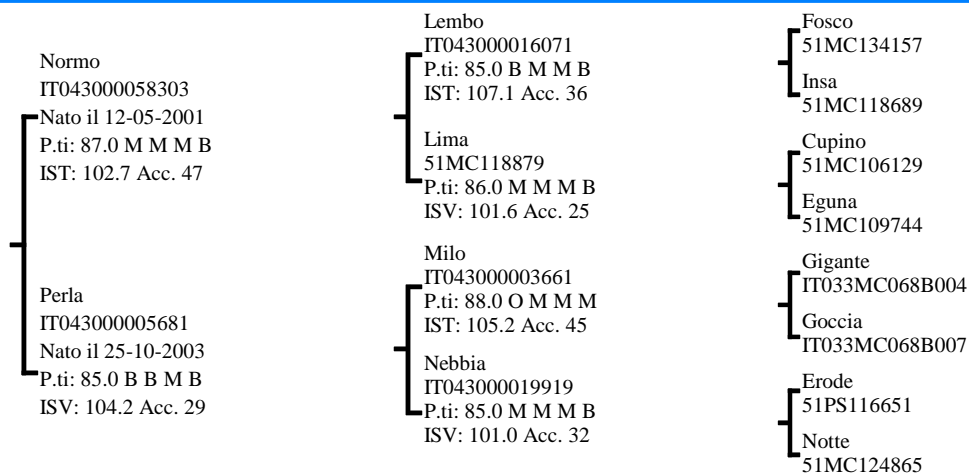 Normo
IT043000058303
Nato il 12-05-2001
P.ti: 87.0 M M M B
IST: 102.7 Acc. 47
Perla
IT043000005681
Nato il 25-10-2003
P.ti: 85.0 B B M B
ISV: 104.2 Acc. 29
Lembo
IT043000016071
P.ti: 85.0 B M M B
IST: 107.1 Acc. 36
Lima
51MC118879
P.ti: 86.0 M M M B
ISV: 101.6 Acc. 25
Milo
IT043000003661
P.ti: 88.0 O M M M
IST: 105.2 Acc. 45
Nebbia
IT043000019919
P.ti: 85.0 M M M B
ISV: 101.0 Acc. 32
Fosco
51MC134157
Insa
51MC118689
Cupino
51MC106129
Eguna
51MC109744
Gigante
IT033MC068B004
Goccia
IT033MC068B007
Erode
51PS116651
Notte
51MC124865